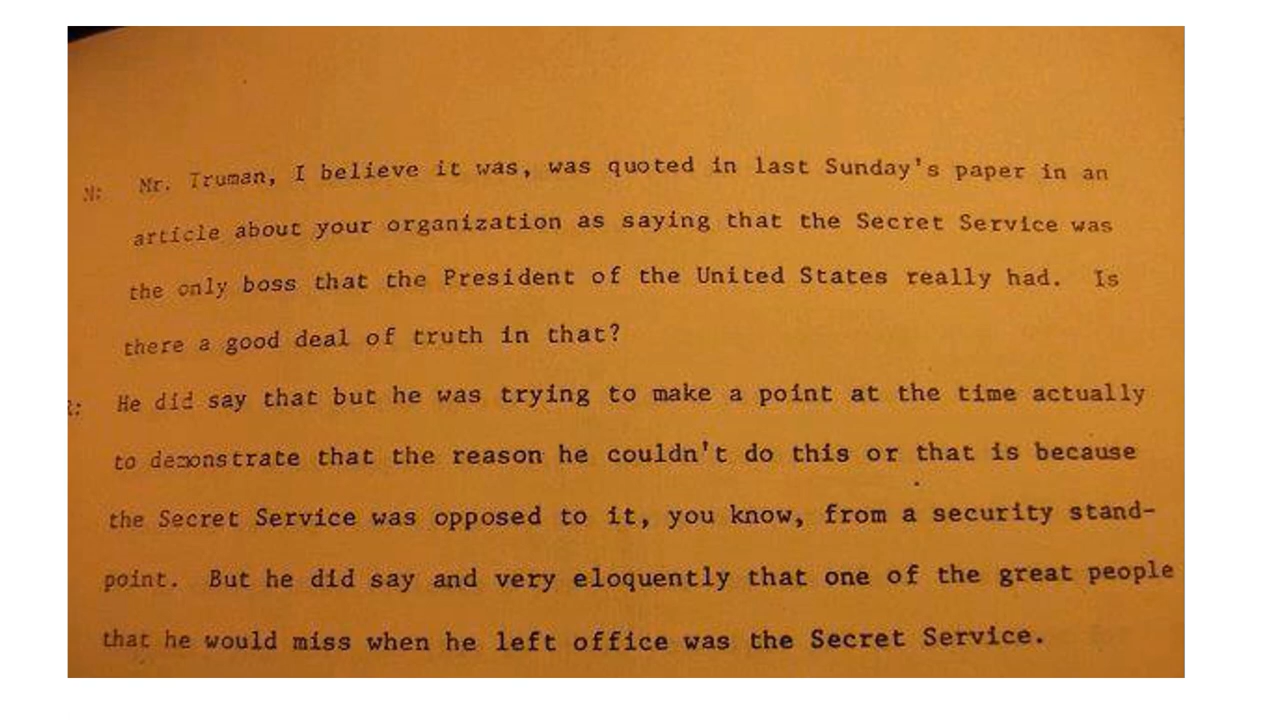 N: Mr. Truman, I believe it was, was quoted in last Sunday's paper in an
article about your organization as saying that the Secret Service was
the only boss that the President of the United States really had. Is
there a good deal of truth in that?
R: He did say that but he was trying to make a point at the time actually
to demonstrate that the reason he couldn't do this or that is because
the Secret Service was opposed to it, you know, from a security stand-
point. But he did say and very eloquently that one of the great people
that he would miss when he left office was the Secret Service.